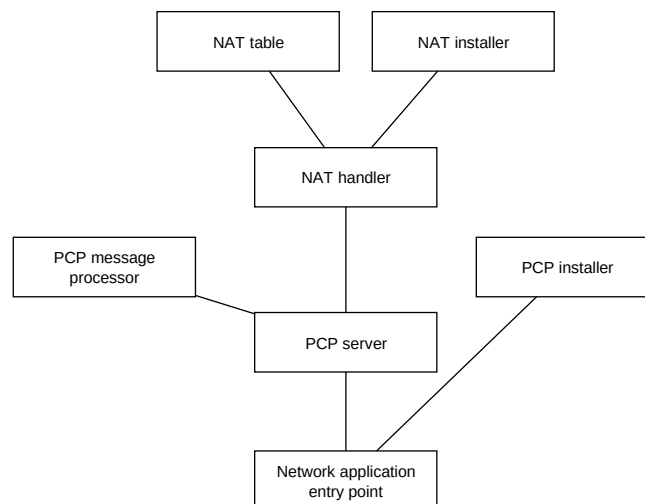 NAT table
NAT installer
NAT handler
PCP message
processor
PCP installer
PCP server
Network application
entry point